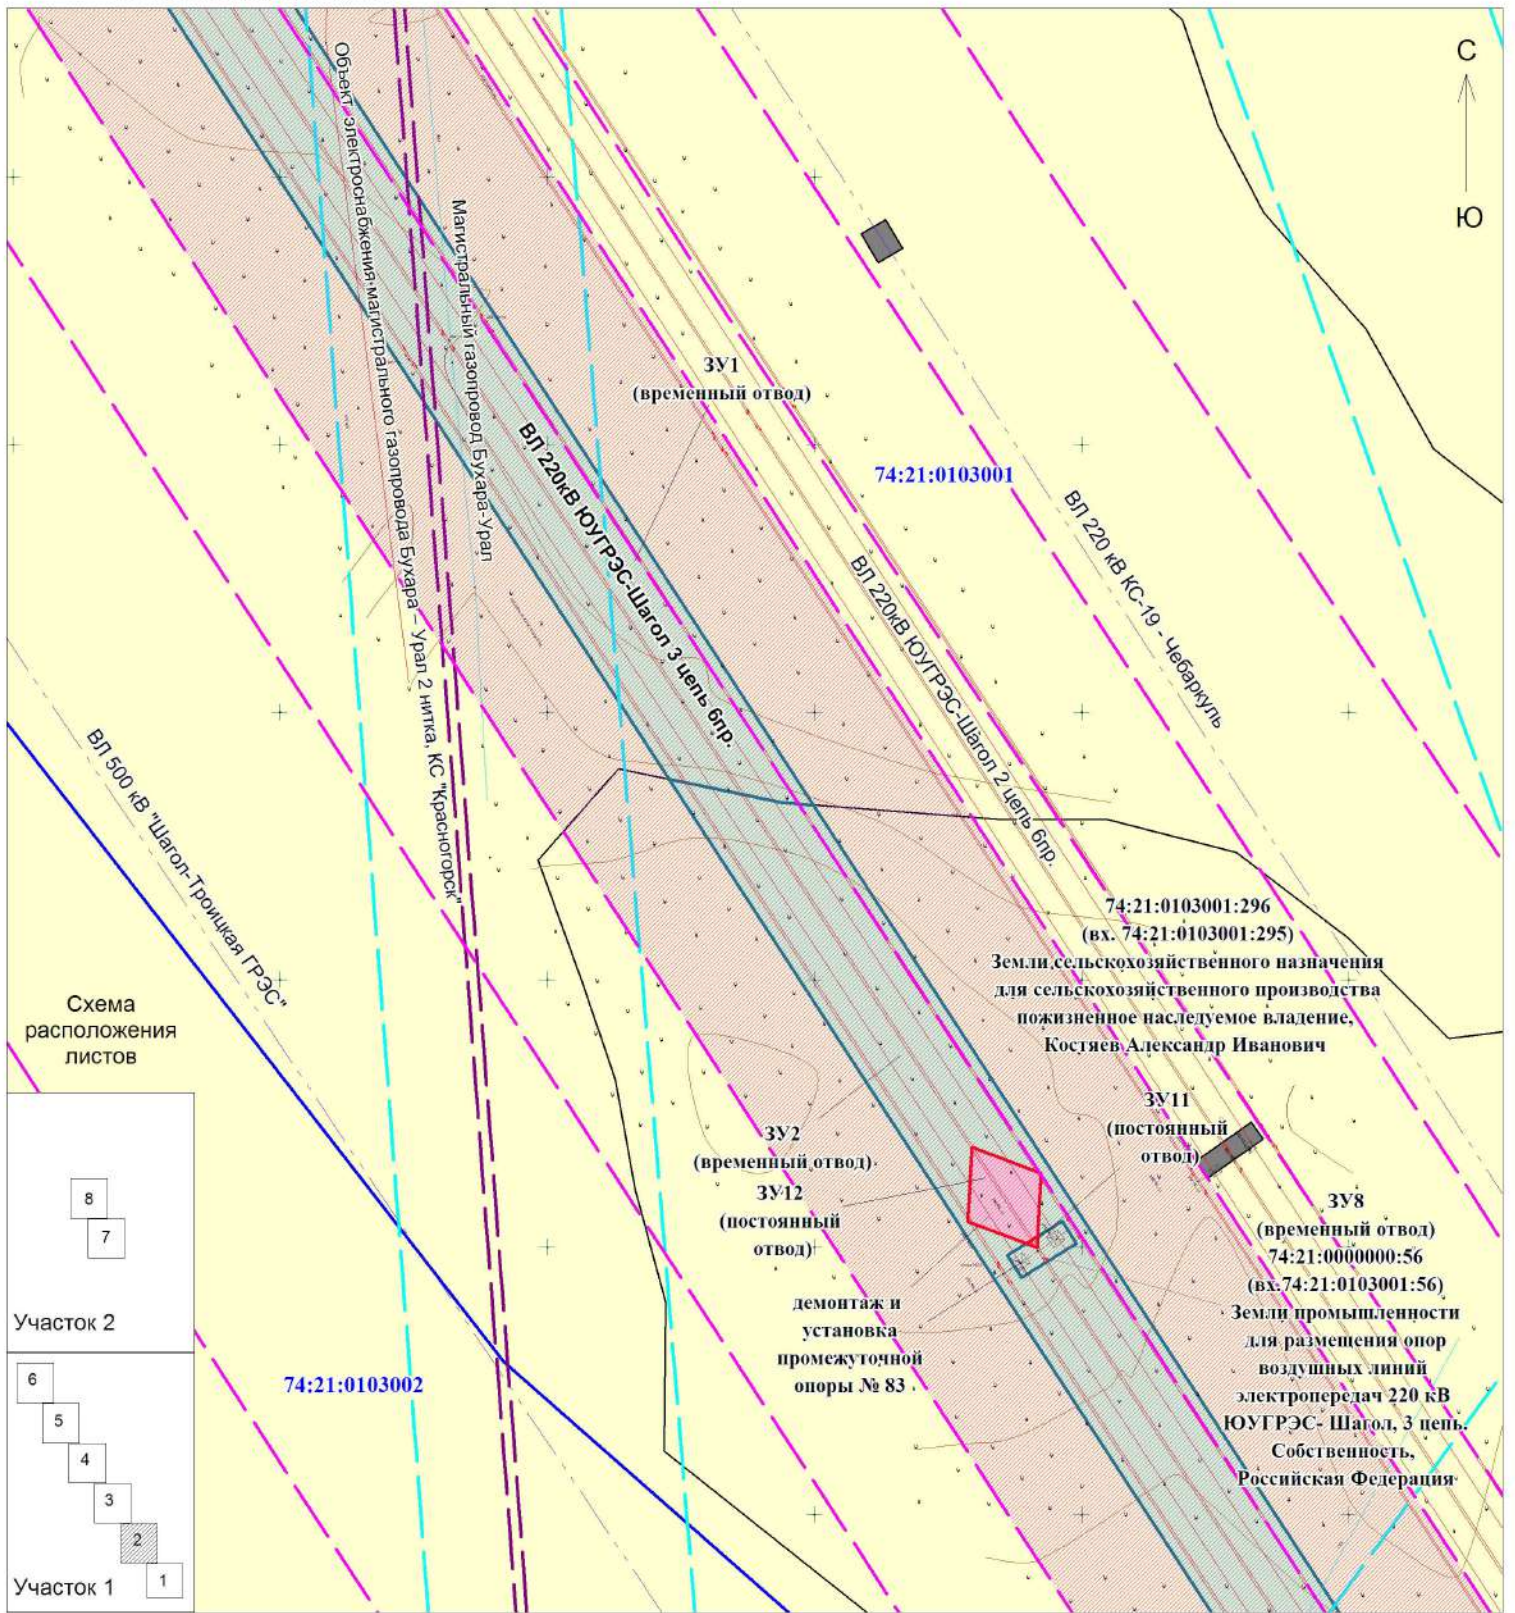 С
Ю
Объект электроснабжения магистрального газопровода Бухара – Урал 2 нитка, КС "Красногорск"
Магистральный газопровод Бухара-Урал
ЗУ1
(временный отвод)
ВЛ 220кВ ЮУГРЭС-Шагол 3 цепь 6пр.
74:21:0103001
ВЛ 220 кВ КС-19 - Чебаркуль
ВЛ 220кВ ЮУГРЭС-Шагол 2 цепь 6пр.
ВЛ 500 кВ "Шагол-Троицкая ГРЭС"
74:21:0103001:296
(вх. 74:21:0103001:295)
Земли сельскохозяйственного назначения
для сельскохозяйственного производства
пожизненное наследуемое владение,
Костяев Александр Иванович
Схема
расположения
листов
ЗУ11
(постоянный
отвод)
ЗУ2
(временный отвод)
ЗУ12
(постоянный
отвод)
ЗУ8
(временный отвод)
74:21:0000000:56
(вх.74:21:0103001:56)
Земли промышленности
для размещения опор
воздушных линий
электропередач 220 кВ
ЮУГРЭС- Шагол, 3 цепь.
Собственность,
Российская Федерация
демонтаж и
установка
промежуточной
опоры № 83
74:21:0103002
8
7
Участок 2
6
5
4
3
2
1
Участок 1